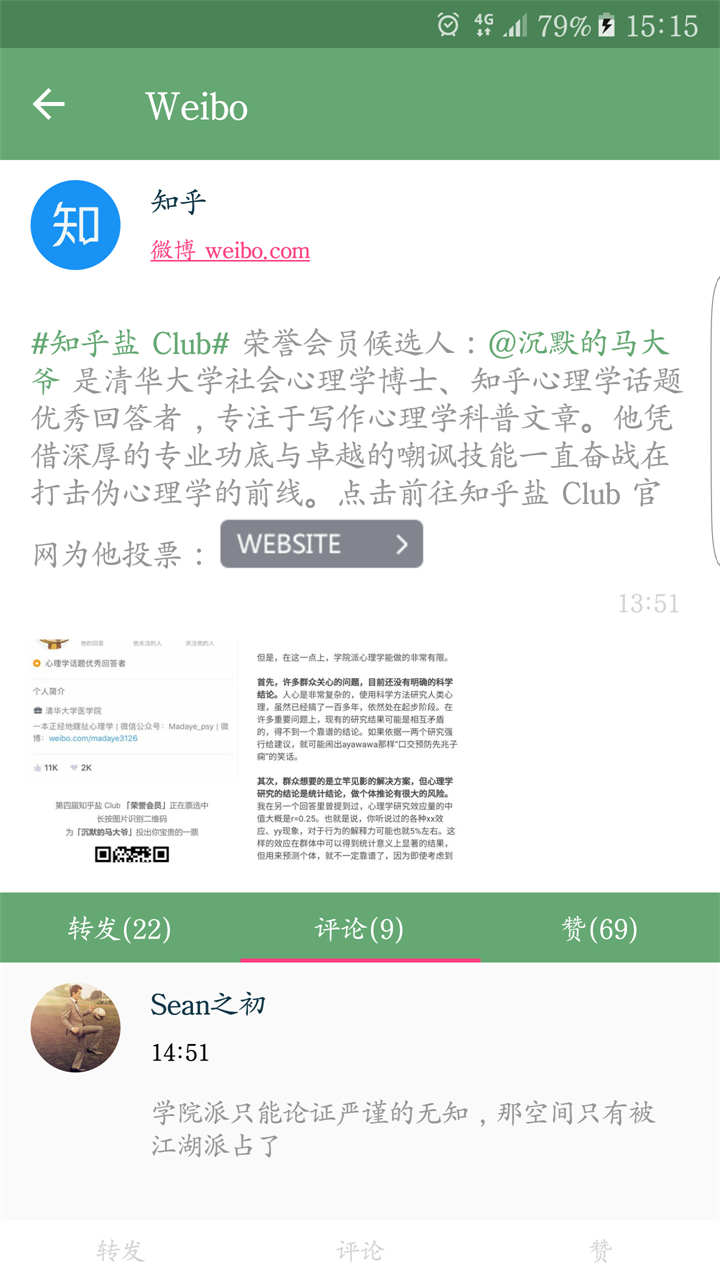 4G 79% 15:15
Weibo
知
知乎
微博 weibo.com
#知乎盐 Club# 荣誉会员候选人：@沉默的马大
爷 是清华大学社会心理学博士、知乎心理学话题
优秀回答者，专注于写作心理学科普文章。他凭
借深厚的专业功底与卓越的嘲讽技能一直奋战在
打击伪心理学的前线。点击前往知乎盐 Club 官
网为他投票： WEBSITE
13:51
他的回答 他关注的人 关注他的人
心理学话题优秀回答者
个人简介
清华大学医学院
一本正经地瞎扯心理学 | 微信公众号：Madaye_psy | 微
博：weibo.com/madaye3126
11K 2K
第四届知乎盐 Club「荣誉会员」正在票选中
长按图片识别二维码
为「沉默的马大爷」投出你宝贵的一票
但是，在这一点上，学院派心理学能做的非常有限。
首先，许多群众关心的问题，目前还没有明确的科学
结论。人心是非常复杂的，使用科学方法研究人类心
理，虽然已经搞了一百多年，依然处在起步阶段。在
许多重要问题上，现有的研究结果可能是相互矛盾
的，得不到一个靠谱的结论。如果依据一两个研究强
行给建议，就可能闹出ayawawa那样“口交预防先兆子
痫”的笑话。
其次，群众想要的是立竿见影的解决方案，但心理学
研究的结论是统计结论，做个体推论有很大的风险。
我在另一个回答里曾提到过，心理学研究效应量的中
值大概是r=0.25。也就是说，你听说过的各种xx效
应、yy现象，对于行为的解释力可能也就5%左右。这
样的效应在群体中可以得到统计意义上显著的结果，
但用来预测个体，就不一定靠谱了，因为即使考虑到
转发(22) 评论(9) 赞(69)
Sean之初
14:51
学院派只能论证严谨的无知，那空间只有被
江湖派占了
转发 评论 赞